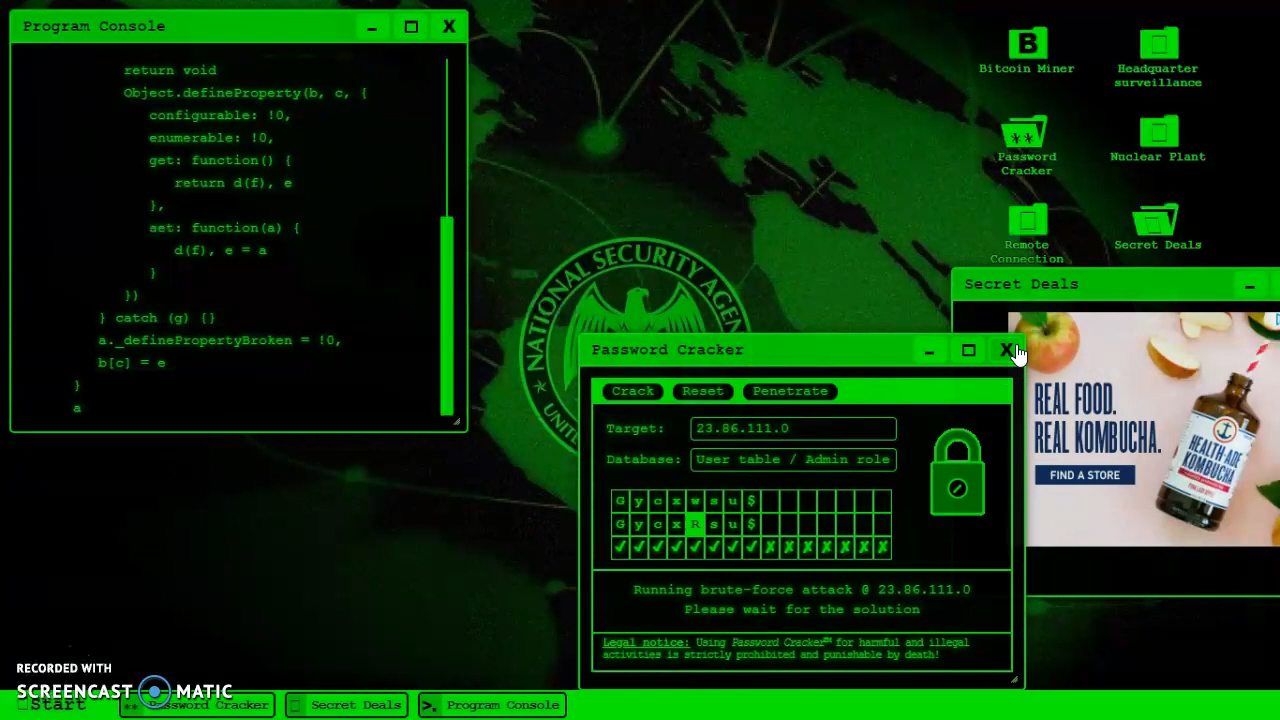 Program Console
return void
Object.defineProperty(b, c, {
configurable: !0,
enumerable: !0,
get: function() {
return d(f), e
},
set: function(a) {
d(f), e = a
}
})
} catch (g) {}
a._definePropertyBroken = !0,
b[c] = e
}
a
Bitcoin Miner
Headquarter
surveillance
Password
Cracker
Nuclear Plant
Remote
Connection
Secret Deals
NATIONAL SECURITY AGEN
UNITE
Secret Deals
REAL FOOD.
REAL KOMBUCHA.
FIND A STORE
HEALTH-ADE
KOMBUCHA
Password Cracker
Crack Reset Penetrate
Target: 23.86.111.0
Database: User table / Admin role
G y c x w s u $
G y c x R s u $
✓ ✓ ✓ ✓ ✓ ✓ ✓ ✓ ✗ ✗ ✗ ✗ ✗ ✗ ✗
Running brute-force attack @ 23.86.111.0
Please wait for the solution
Legal notice: Using Password Cracker™ for harmful and illegal
activities is strictly prohibited and punishable by death!
RECORDED WITH
SCREENCAST MATIC
Start
** Password Cracker
Secret Deals
>. Program Console